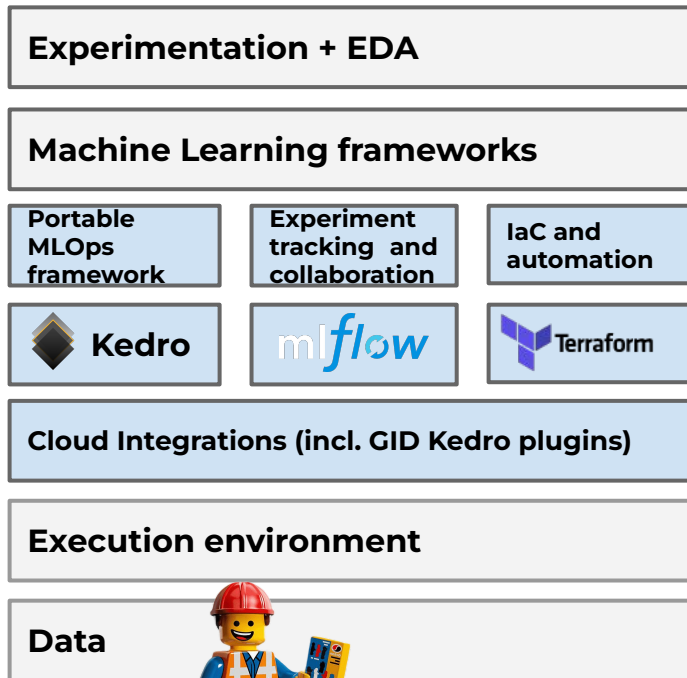 Experimentation + EDA
Machine Learning frameworks
Portable
MLOps
framework
Experiment
tracking and
collaboration
IaC and
automation
Kedro
mlflow
Terraform
Cloud Integrations (incl. GID Kedro plugins)
Execution environment
Data